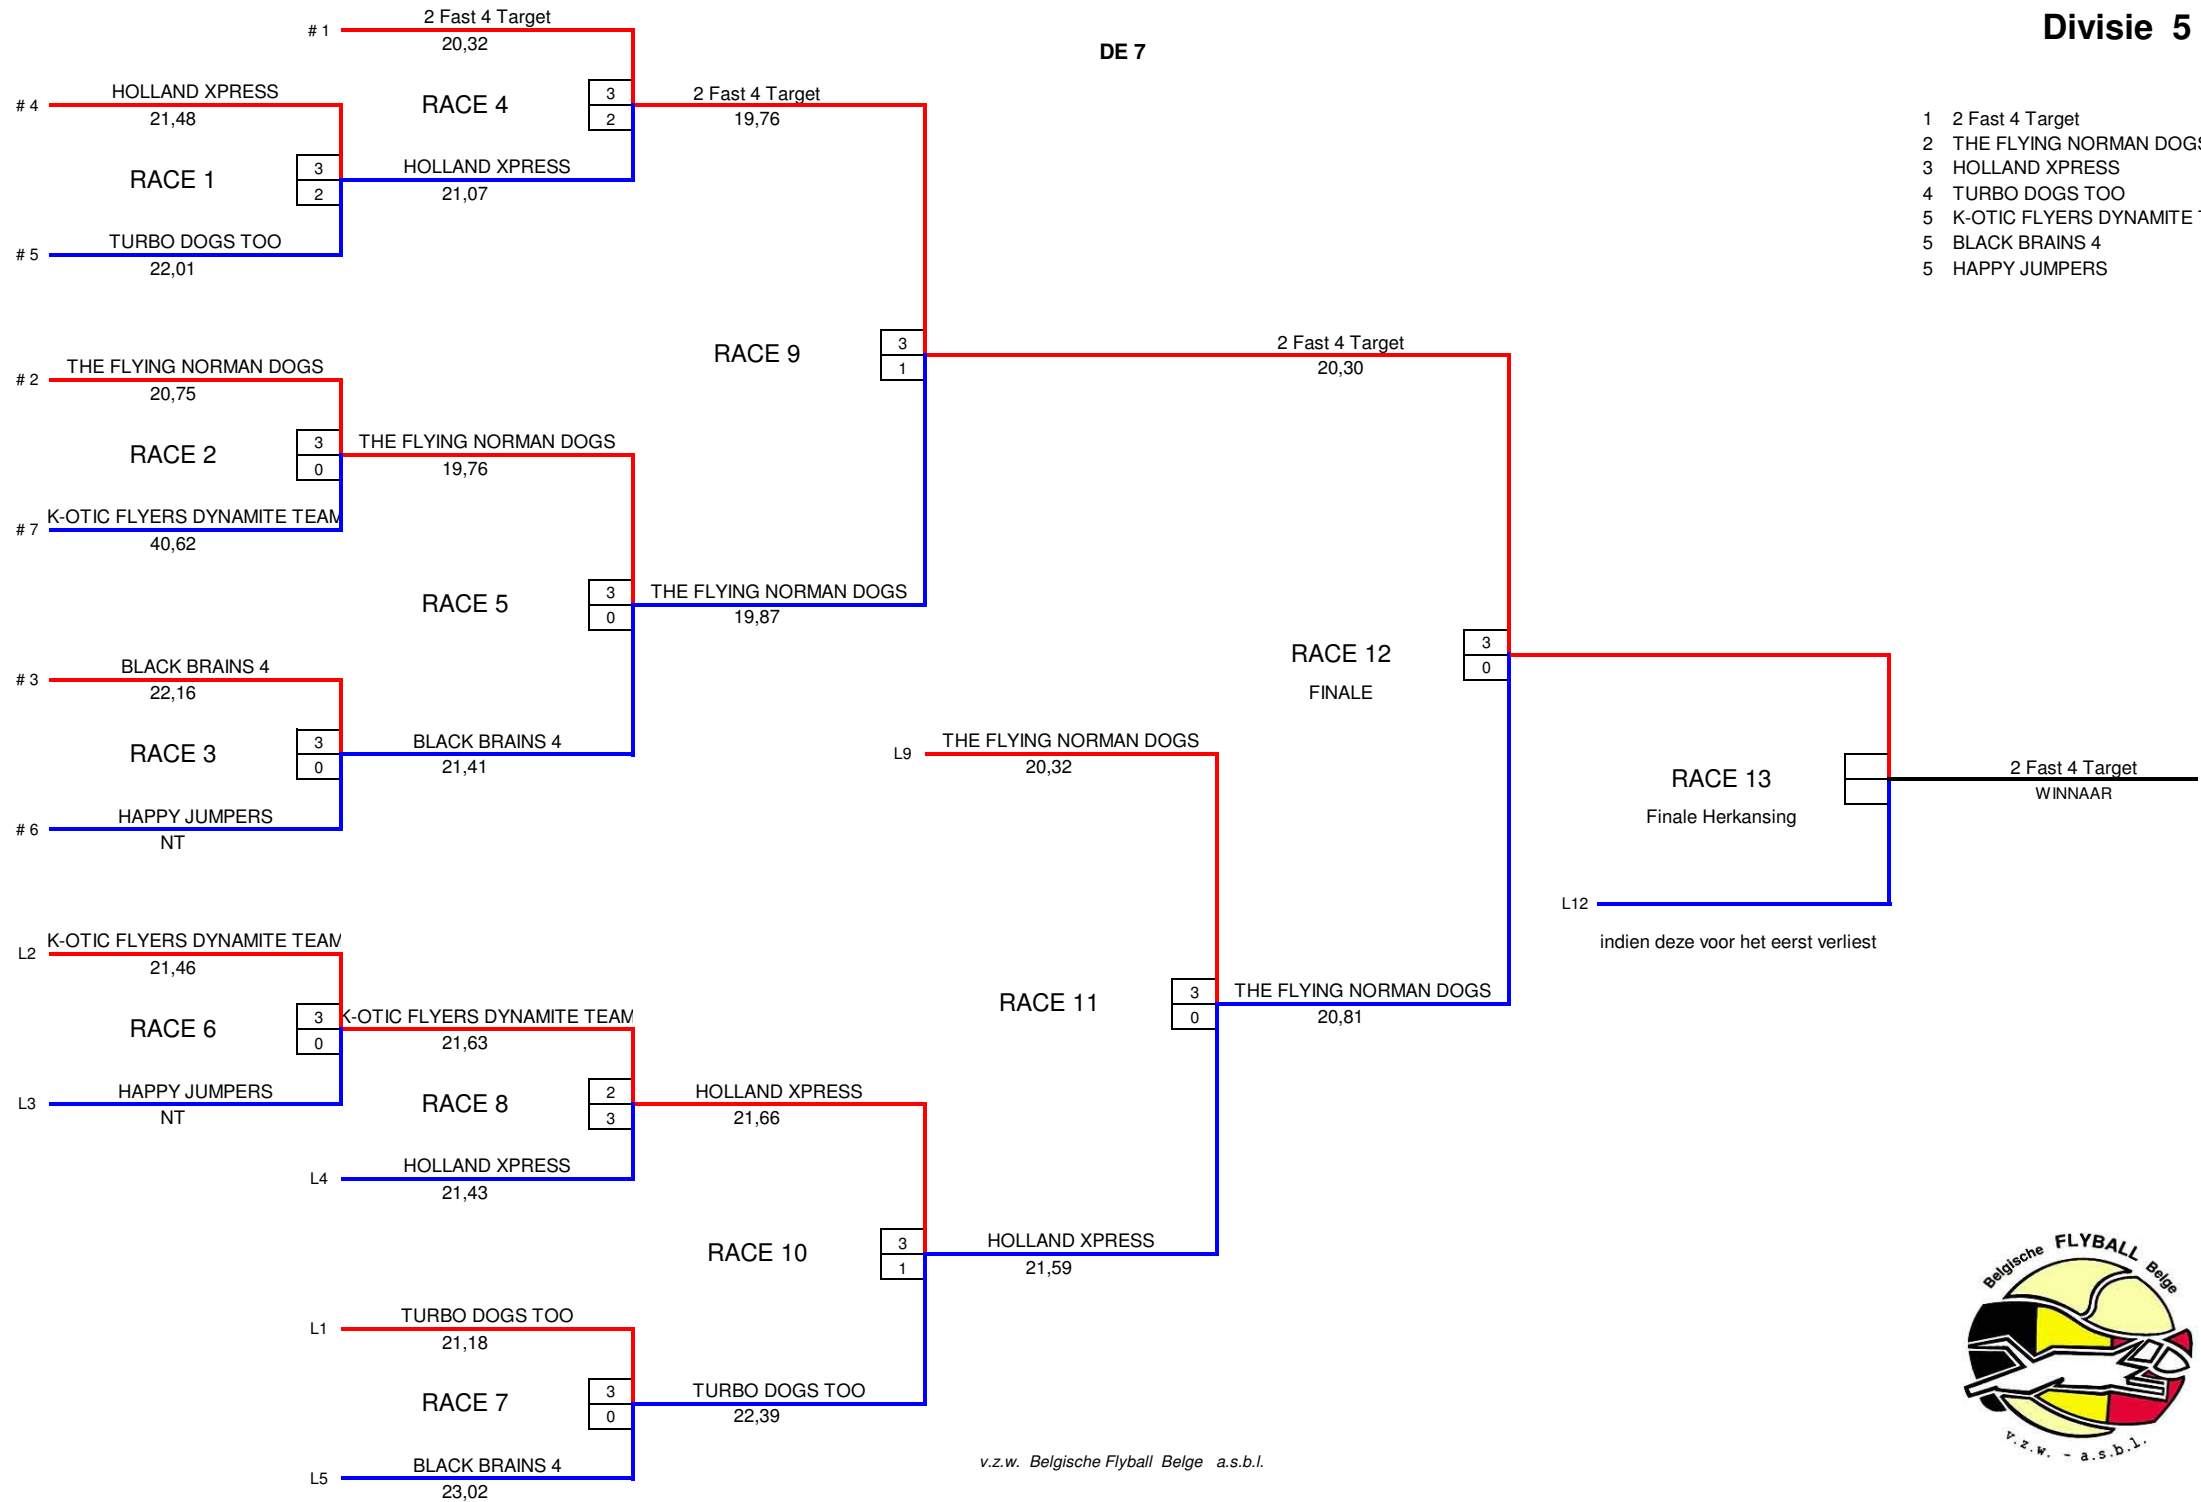 Divisie 5
DE 7
1 2 Fast 4 Target
2 THE FLYING NORMAN DOGS
3 HOLLAND XPRESS
4 TURBO DOGS TOO
5 K-OTIC FLYERS DYNAMITE T
5 BLACK BRAINS 4
5 HAPPY JUMPERS
# 1
2 Fast 4 Target
20,32
# 4
HOLLAND XPRESS
21,48
RACE 4
3
2
2 Fast 4 Target
19,76
RACE 1
3
2
HOLLAND XPRESS
21,07
# 5
TURBO DOGS TOO
22,01
RACE 9
3
1
2 Fast 4 Target
20,30
# 2
THE FLYING NORMAN DOGS
20,75
RACE 2
3
0
THE FLYING NORMAN DOGS
19,76
# 7
K-OTIC FLYERS DYNAMITE TEAM
40,62
RACE 5
3
0
THE FLYING NORMAN DOGS
19,87
# 3
BLACK BRAINS 4
22,16
RACE 12
FINALE
3
0
RACE 3
3
0
BLACK BRAINS 4
21,41
L9
THE FLYING NORMAN DOGS
20,32
RACE 13
Finale Herkansing
2 Fast 4 Target
WINNAAR
# 6
HAPPY JUMPERS
NT
L12
indien deze voor het eerst verliest
L2
K-OTIC FLYERS DYNAMITE TEAM
21,46
RACE 6
3
0
K-OTIC FLYERS DYNAMITE TEAM
21,63
RACE 11
3
0
THE FLYING NORMAN DOGS
20,81
L3
HAPPY JUMPERS
NT
RACE 8
2
3
HOLLAND XPRESS
21,66
L4
HOLLAND XPRESS
21,43
RACE 10
3
1
HOLLAND XPRESS
21,59
L1
TURBO DOGS TOO
21,18
RACE 7
3
0
TURBO DOGS TOO
22,39
L5
BLACK BRAINS 4
23,02
v.z.w. Belgische Flyball Belge a.s.b.l.
Belgische FLYBALL Belge
v.z.w. - a.s.b.l.